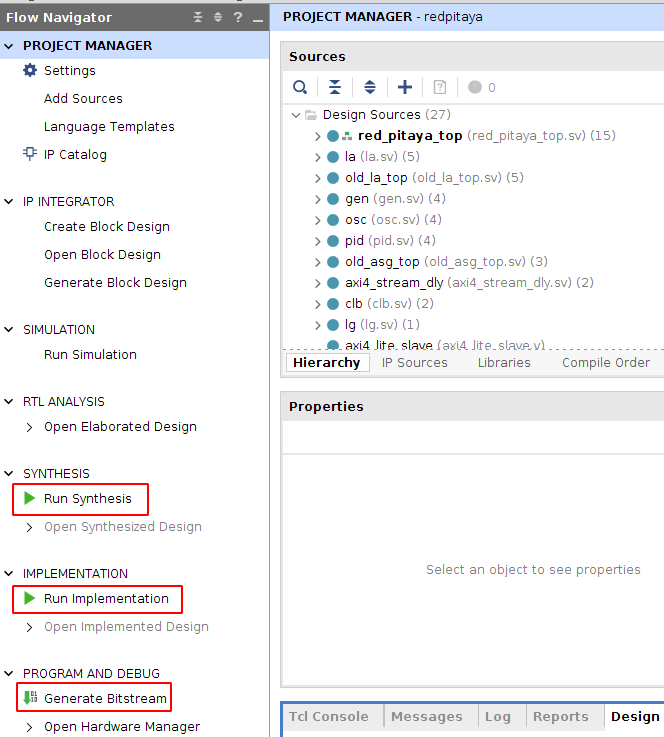 Flow Navigator
?
PROJECT MANAGER
Settings
Add Sources
Language Templates
IP Catalog
IP INTEGRATOR
Create Block Design
Open Block Design
Generate Block Design
SIMULATION
Run Simulation
RTL ANALYSIS
Open Elaborated Design
SYNTHESIS
Run Synthesis
Open Synthesized Design
IMPLEMENTATION
Run Implementation
Open Implemented Design
PROGRAM AND DEBUG
Generate Bitstream
Open Hardware Manager
PROJECT MANAGER - redpitaya
Sources
? 0
Design Sources (27)
red_pitaya_top (red_pitaya_top.sv) (15)
la (la.sv) (5)
old_la_top (old_la_top.sv) (5)
gen (gen.sv) (4)
osc (osc.sv) (4)
pid (pid.sv) (4)
old_asg_top (old_asg_top.sv) (3)
axi4_stream_dly (axi4_stream_dly.sv) (2)
clb (clb.sv) (2)
lg (lg.sv) (1)
axi4_lite_slave (axi4_lite_slave.v)
Hierarchy IP Sources Libraries Compile Order
Properties
Select an object to see properties
Tcl Console Messages Log Reports Design